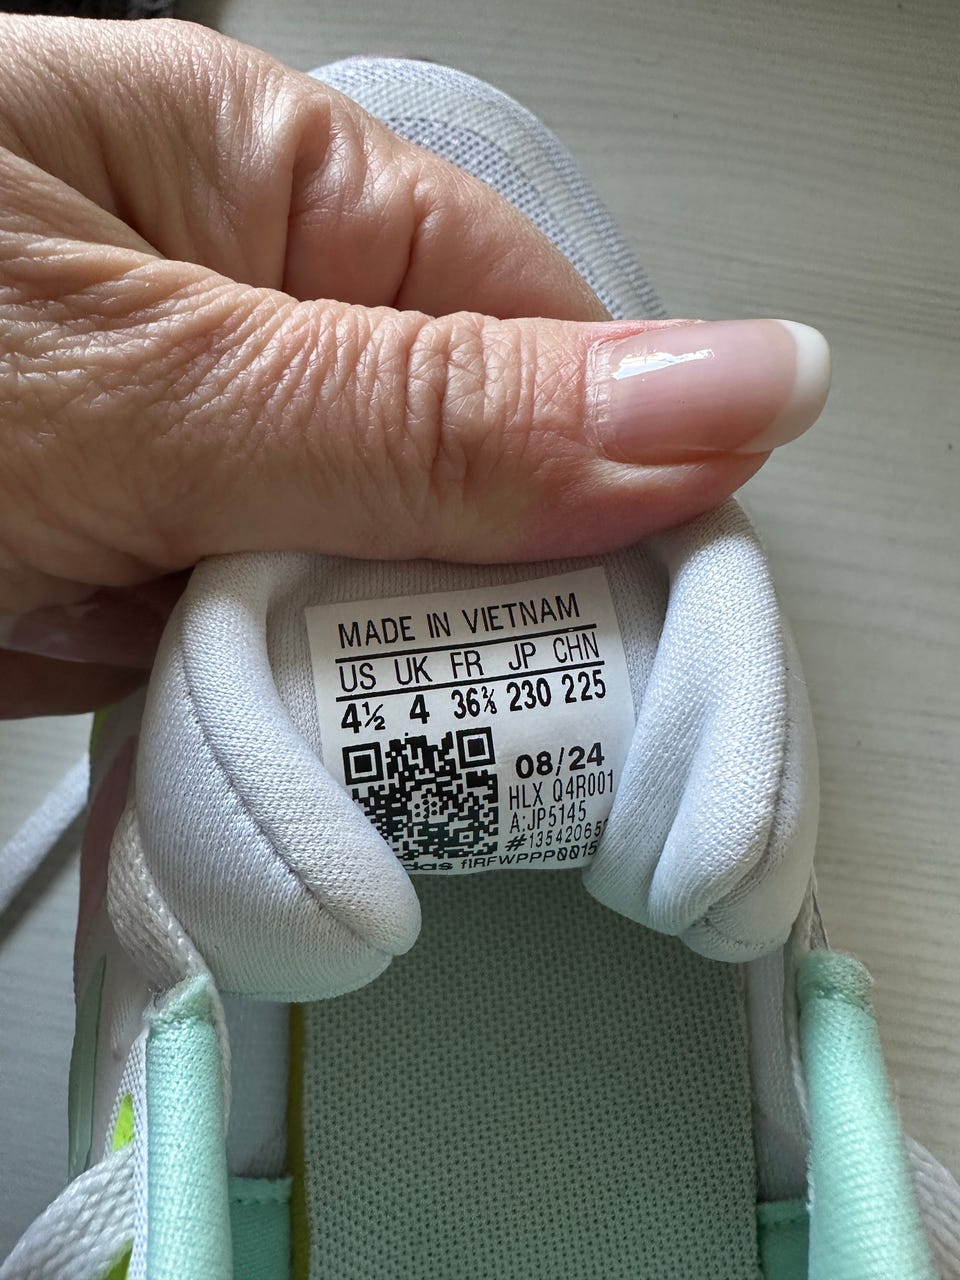 MADE IN VIETNAM
US UK FR JP CHN
4½ 4 36⅔ 230 225
08/24
HLX Q4R001
A:JP5145